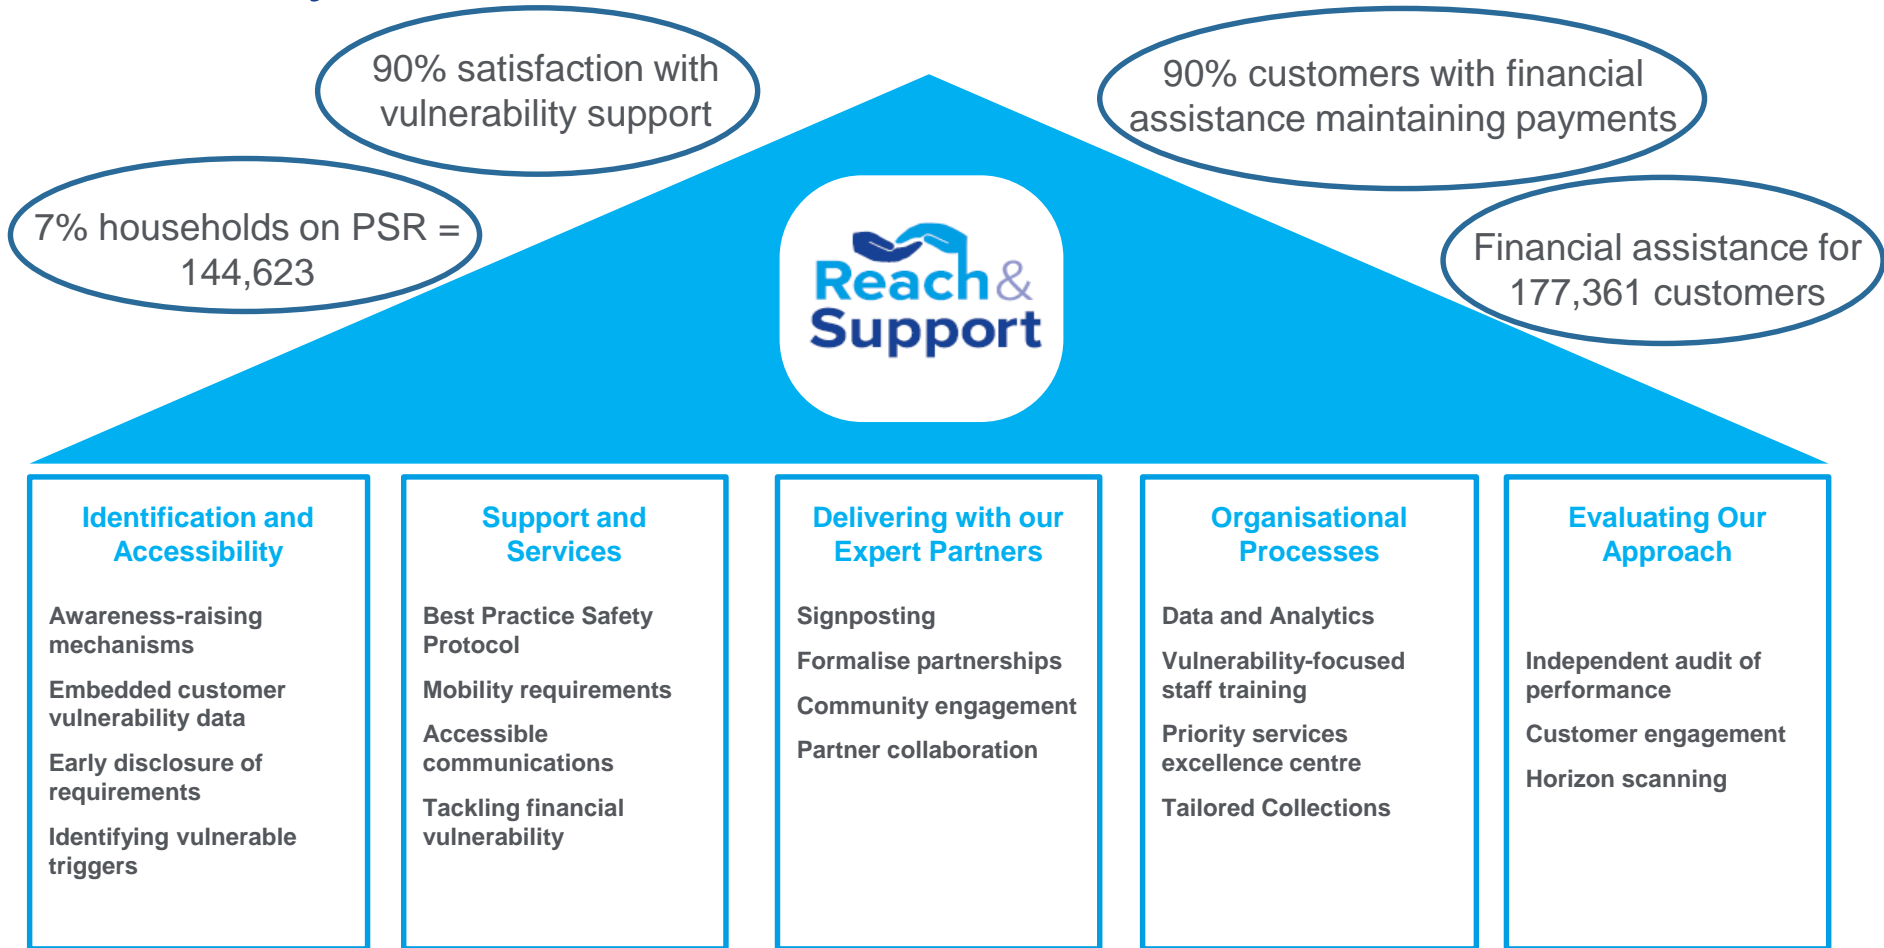 90% satisfaction with
vulnerability support
90% customers with financial
assistance maintaining payments
7% households on PSR =
144,623
Financial assistance for
177,361 customers
Reach&
Support
Identification and
Accessibility
Awareness-raising
mechanisms
Embedded customer
vulnerability data
Early disclosure of
requirements
Identifying vulnerable
triggers
Support and
Services
Best Practice Safety
Protocol
Mobility requirements
Accessible
communications
Tackling financial
vulnerability
Delivering with our
Expert Partners
Signposting
Formalise partnerships
Community engagement
Partner collaboration
Organisational
Processes
Data and Analytics
Vulnerability-focused
staff training
Priority services
excellence centre
Tailored Collections
Evaluating Our
Approach
Independent audit of
performance
Customer engagement
Horizon scanning